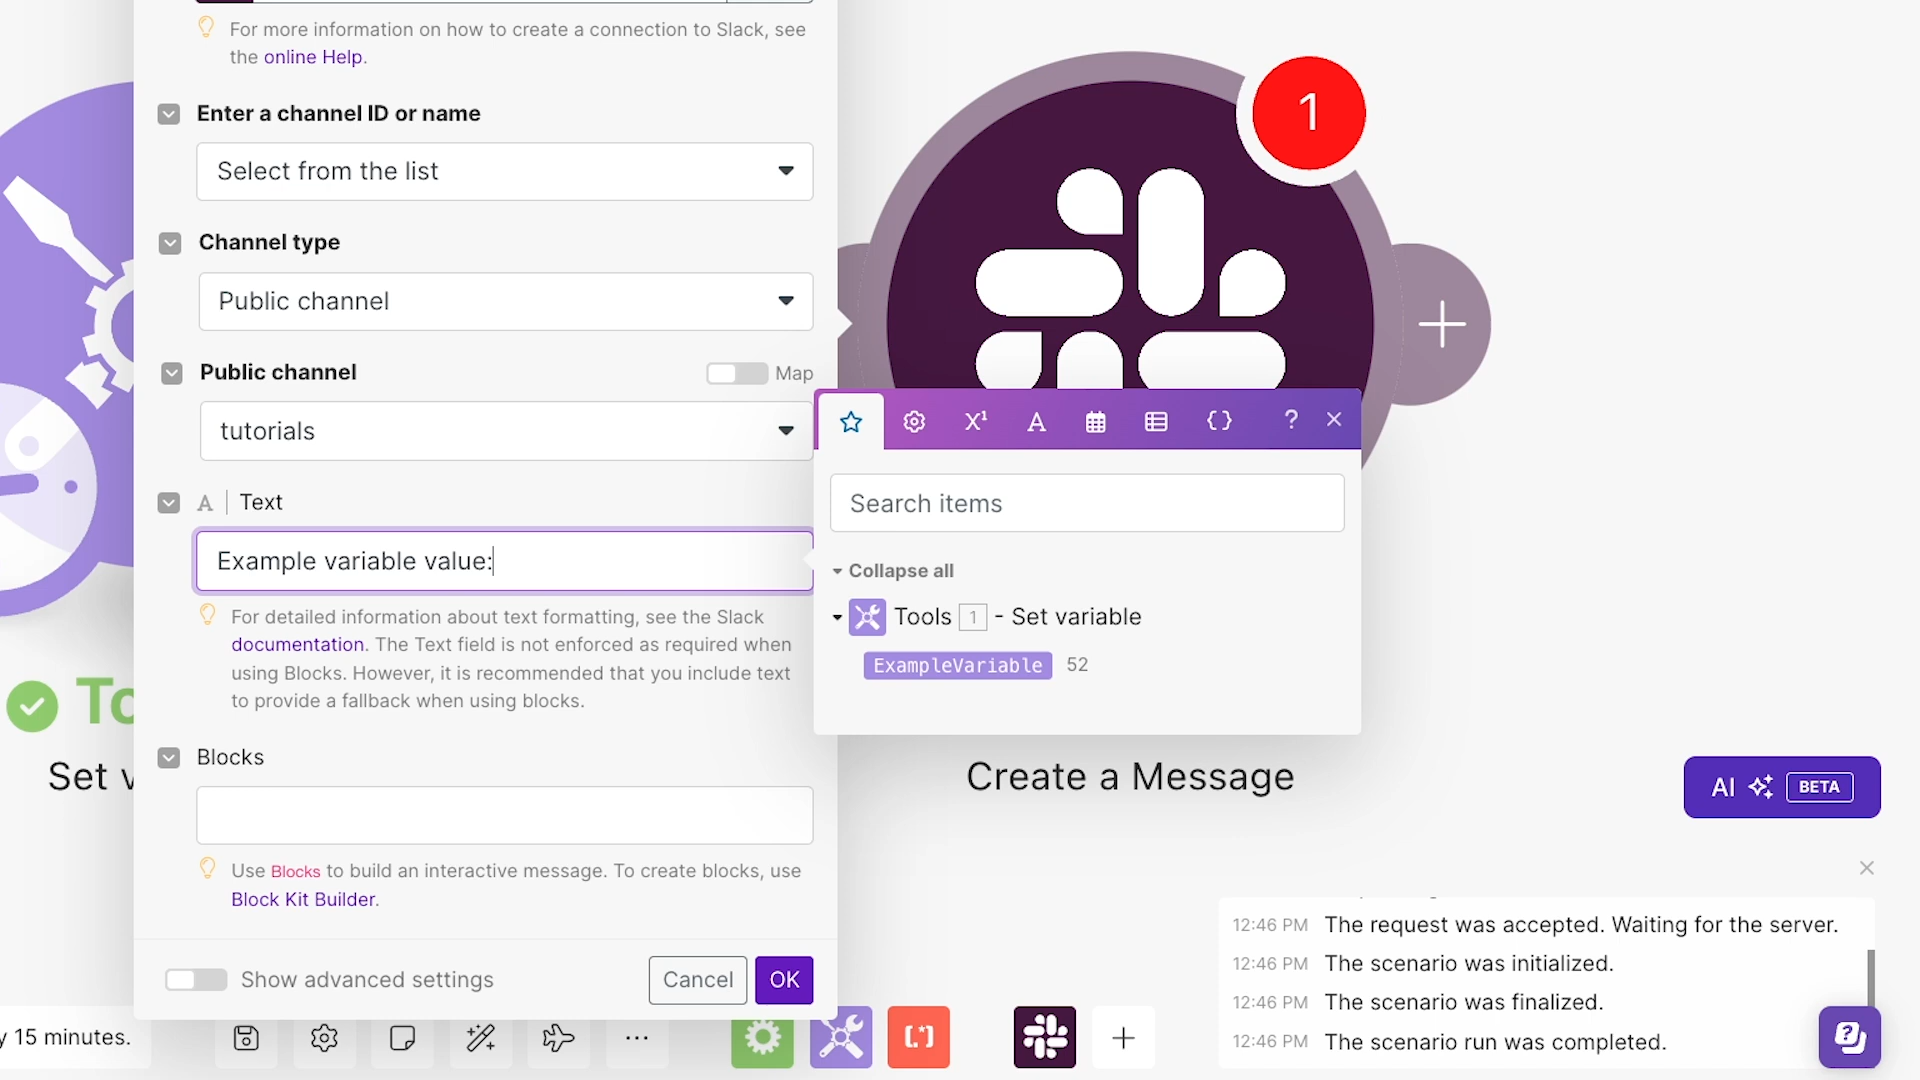 For more information on how to create a connection to Slack, see
the online Help.
Enter a channel ID or name
Select from the list
Channel type
Public channel
Public channel
Map
tutorials
A | Text
Example variable value:
For detailed information about text formatting, see the Slack
documentation. The Text field is not enforced as required when
using Blocks. However, it is recommended that you include text
to provide a fallback when using blocks.
Blocks
Use Blocks to build an interactive message. To create blocks, use
Block Kit Builder.
Show advanced settings
Cancel
OK
1
X¹
A
{}
?
Search items
Collapse all
Tools 1 - Set variable
ExampleVariable 52
To
Set v
Create a Message
AI BETA
12:46 PM The request was accepted. Waiting for the server.
12:46 PM The scenario was initialized.
12:46 PM The scenario was finalized.
12:46 PM The scenario run was completed.
y 15 minutes.
[.*]
?